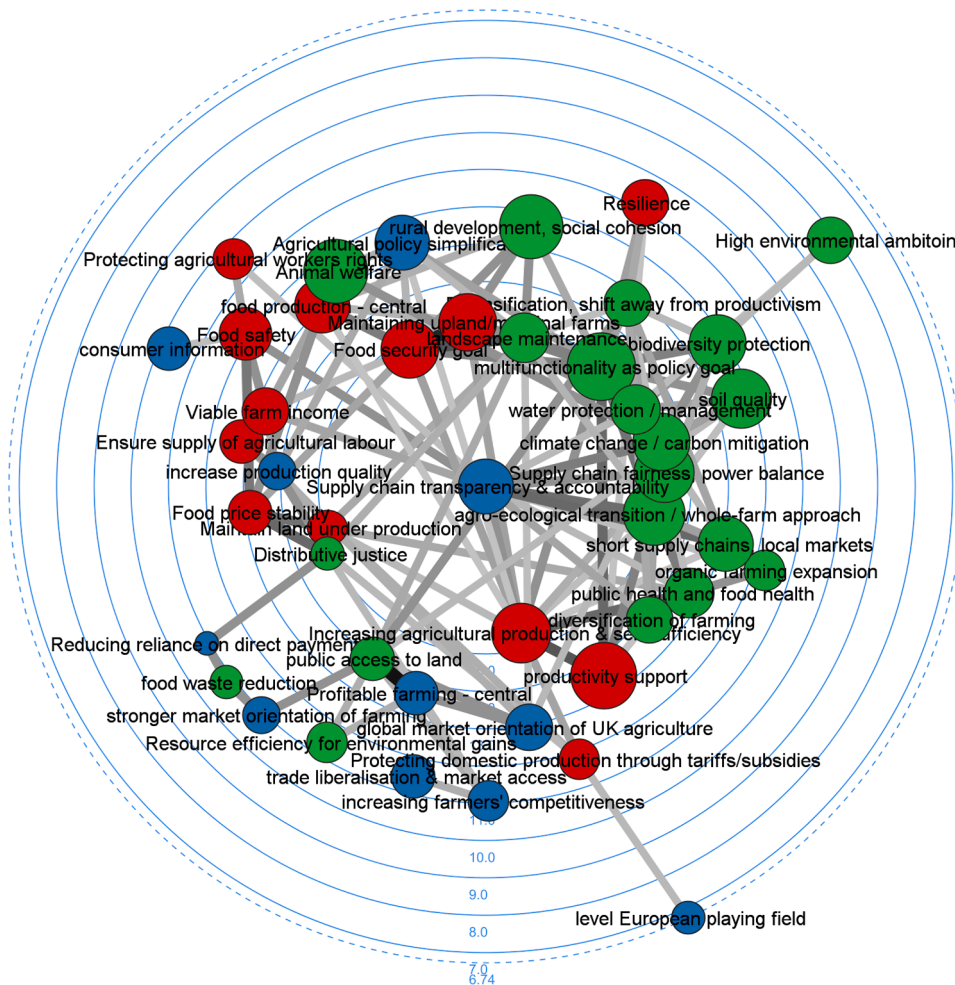 Resilience
rural development, social cohesion
High environmental ambitoin
Agricultural policy simplifica
Protecting agricultural workers rights
Animal welfare
food production - central
sification, shift away from productivism
Maintaining upland/m nal farms
Food safety
landscape maintenance
biodiversity protection
consumer information
Food security goal
multifunctionality as policy goal
soil quality
Viable farm income
water protection / management
Ensure supply of agricultural labour
climate change / carbon mitigation
increase production quality
Supply chain fairness, power balance
Supply chain transparency & accountability
Food price stability
agro-ecological transition / whole-farm approach
Maintain land under production
short supply chains, local markets
Distributive justice
organic farming expansion
public health and food health
diversification of farming
Increasing agricultural production & self sufficiency
Reducing reliance on direct payment
public access to land
productivity support
food waste reduction
Profitable farming - central
stronger market orientation of farming
global market orientation of UK agriculture
Resource efficiency for environmental gains
Protecting domestic production through tariffs/subsidies
trade liberalisation & market access
increasing farmers' competitiveness
11.0
10.0
9.0
level European playing field
8.0
7.0
6.74